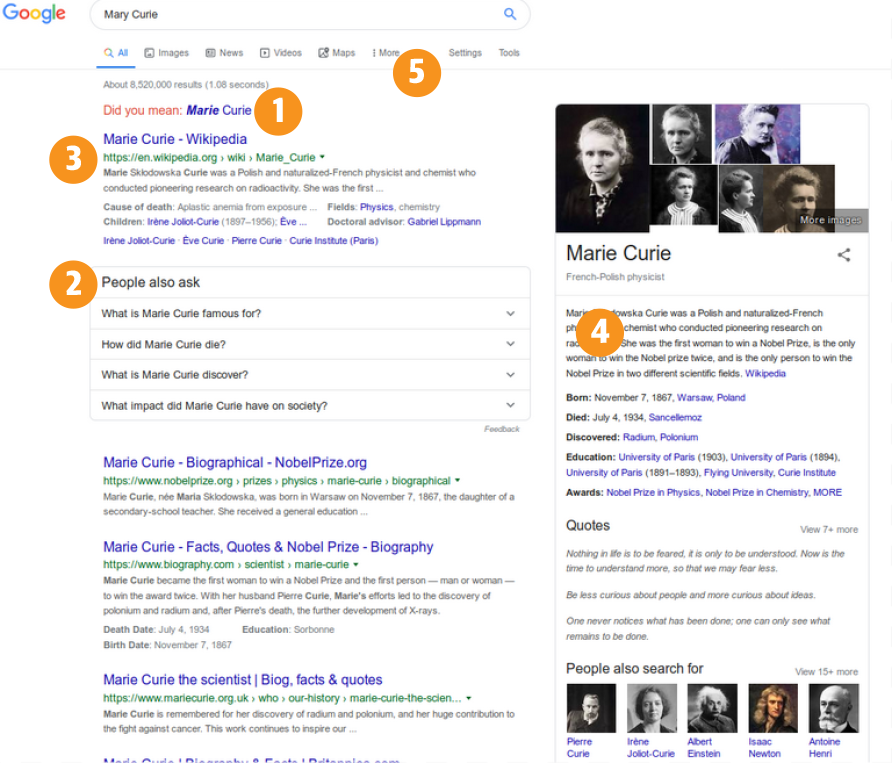 Google
Mary Curie
All Images News Videos Maps More Settings Tools
5
About 8,520,000 results (1.08 seconds)
Did you mean: Marie Curie
1
Marie Curie - Wikipedia
3
https://en.wikipedia.org › wiki › Marie_Curie
Marie Skłodowska Curie was a Polish and naturalized-French physicist and chemist who
conducted pioneering research on radioactivity. She was the first ...
Cause of death: Aplastic anemia from exposure ... Fields: Physics, chemistry
Children: Irène Joliot-Curie (1897–1956); Ève ... Doctoral advisor: Gabriel Lippmann
Irène Joliot-Curie · Ève Curie · Pierre Curie · Curie Institute (Paris)
2
People also ask
What is Marie Curie famous for?
How did Marie Curie die?
What is Marie Curie discover?
What impact did Marie Curie have on society?
Feedback
Marie Curie - Biographical - NobelPrize.org
https://www.nobelprize.org › prizes › physics › marie-curie › biographical
Marie Curie, née Maria Sklodowska, was born in Warsaw on November 7, 1867, the daughter of a
secondary-school teacher. She received a general education ...
Marie Curie - Facts, Quotes & Nobel Prize - Biography
https://www.biography.com › scientist › marie-curie
Marie Curie became the first woman to win a Nobel Prize and the first person — man or woman —
to win the award twice. With her husband Pierre Curie, Marie's efforts led to the discovery of
polonium and radium and, after Pierre's death, the further development of X-rays.
Death Date: July 4, 1934 Education: Sorbonne
Birth Date: November 7, 1867
Marie Curie the scientist | Biog, facts & quotes
https://www.mariecurie.org.uk › who › our-history › marie-curie-the-scien...
Marie Curie is remembered for her discovery of radium and polonium, and her huge contribution to
the fight against cancer. This work continues to inspire our ...
Marie Curie | Biography & Facts | Britannica.com
More images
Marie Curie
French-Polish physicist
Curie was a Polish and naturalized-French
4
chemist who conducted pioneering research on
She was the first woman to win a Nobel Prize, is the only
woman to win the Nobel prize twice, and is the only person to win the
Nobel Prize in two different scientific fields. Wikipedia
Born: November 7, 1867, Warsaw, Poland
Died: July 4, 1934, Sancellemoz
Discovered: Radium, Polonium
Education: University of Paris (1903), University of Paris (1894),
University of Paris (1891–1893), Flying University, Curie Institute
Awards: Nobel Prize in Physics, Nobel Prize in Chemistry, MORE
Quotes View 7+ more
Nothing in life is to be feared, it is only to be understood. Now is the
time to understand more, so that we may fear less.
Be less curious about people and more curious about ideas.
One never notices what has been done; one can only see what
remains to be done.
People also search for View 15+ more
Pierre Curie
Irène Joliot-Curie
Albert Einstein
Isaac Newton
Antoine Henri